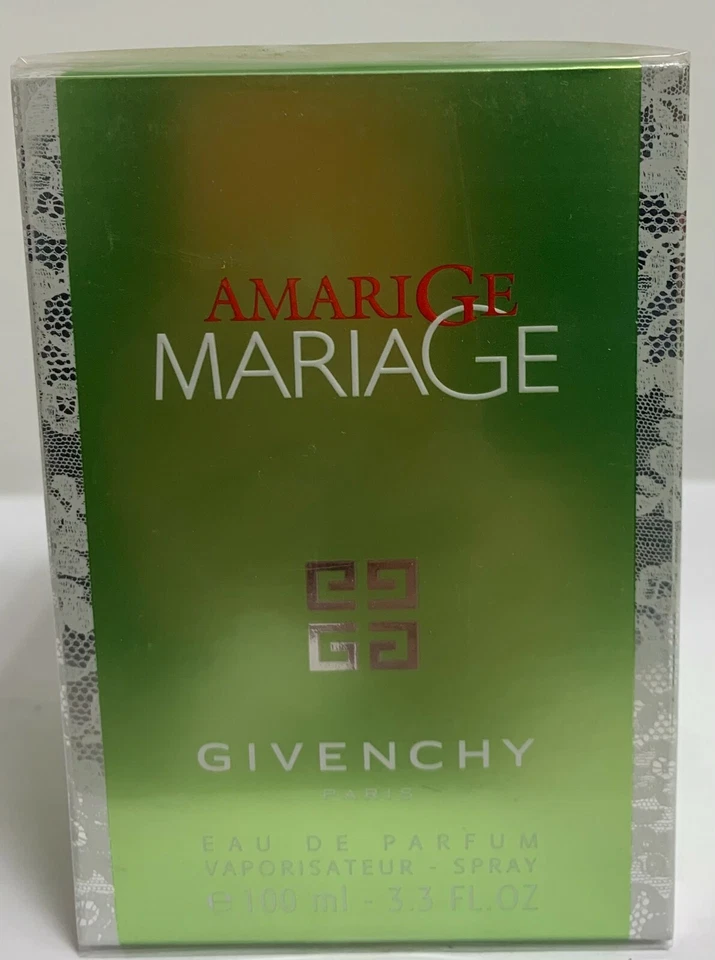 AMARIGE
MARIAGE
GIVENCHY
PARIS
EAU DE PARFUM
VAPORISATEUR - SPRAY
e 100 ml - 3.3 FL.OZ